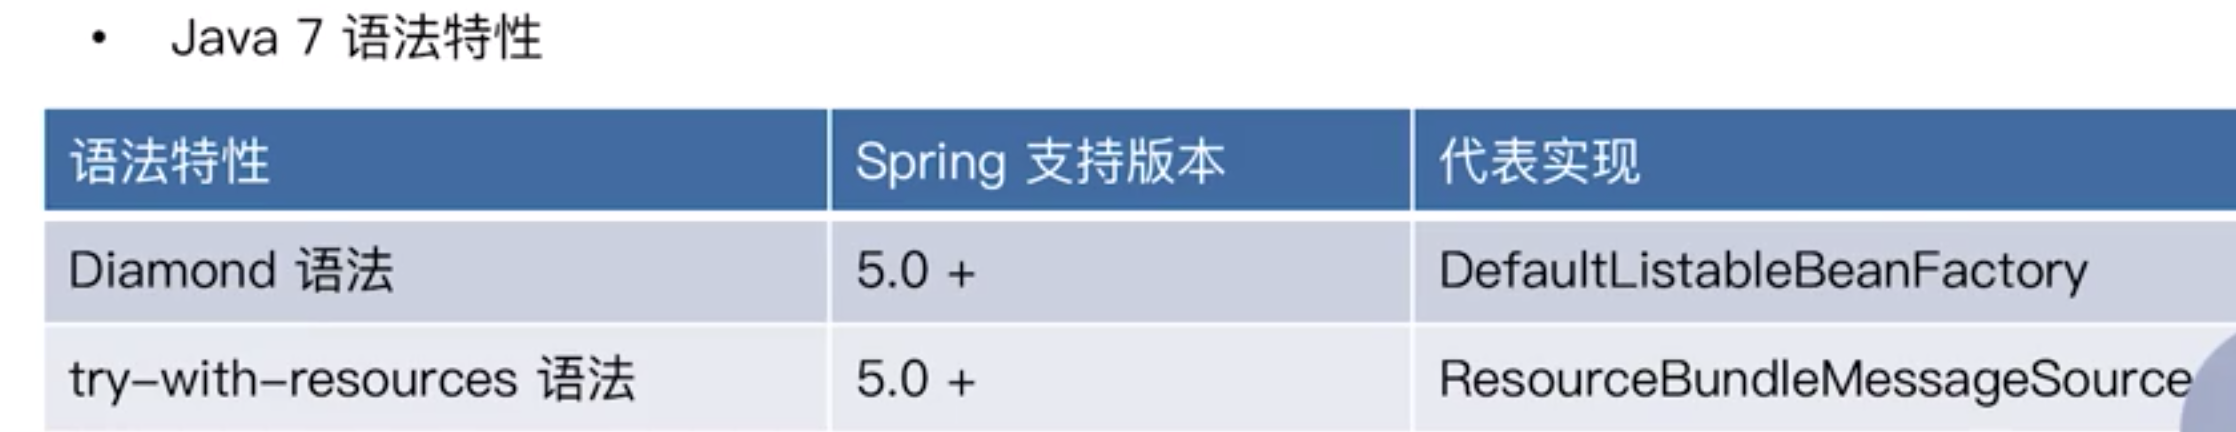 • Java 7 语法特性
语法特性 Spring 支持版本 代表实现
Diamond 语法 5.0 + DefaultListableBeanFactory
try-with-resources 语法 5.0 + ResourceBundleMessageSource